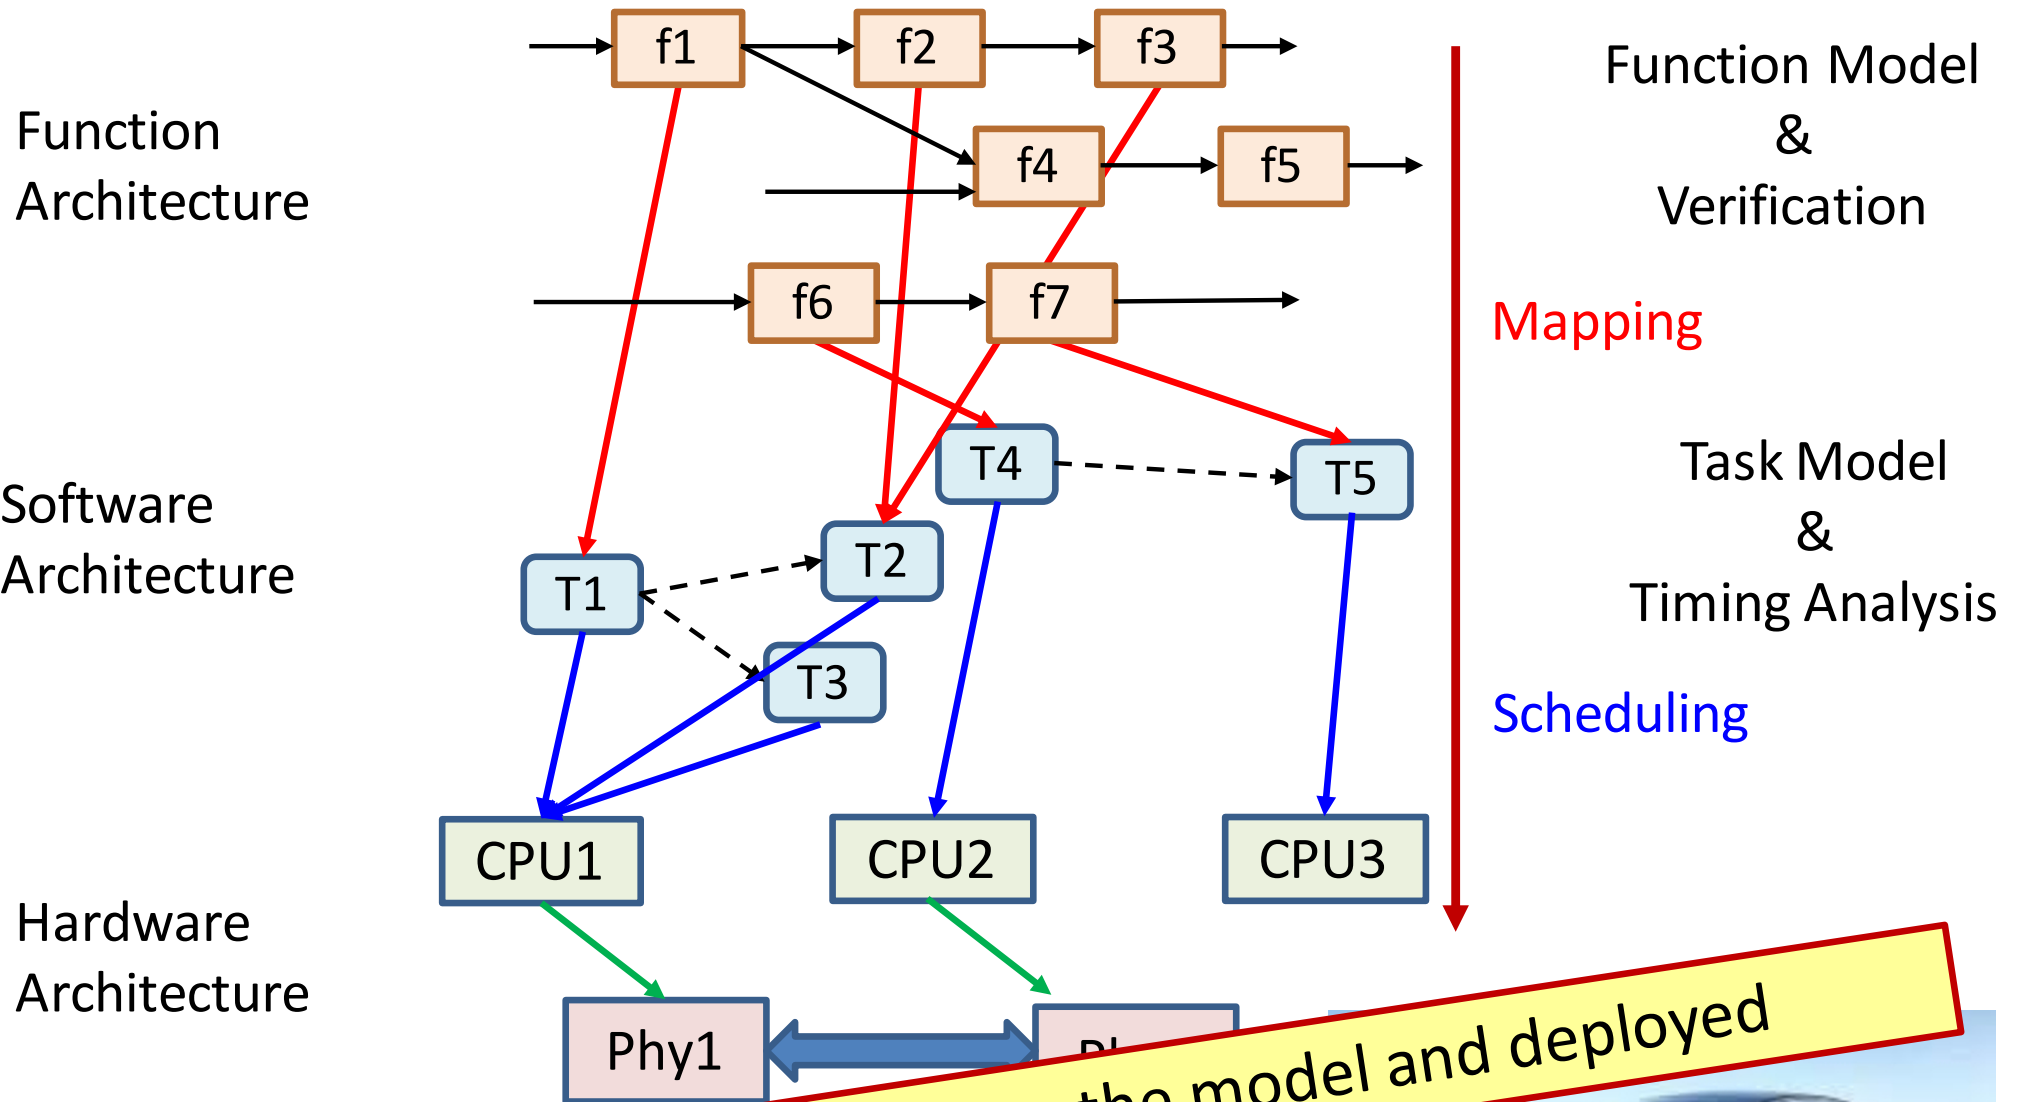 f1
f2
f3
Function Model
&
Verification
Function
Architecture
f4
f5
f6
f7
Mapping
T4
T5
Task Model
&
Timing Analysis
Software
Architecture
T2
T1
T3
Scheduling
CPU1
CPU2
CPU3
Hardware
Architecture
Phy1
the model and deployed